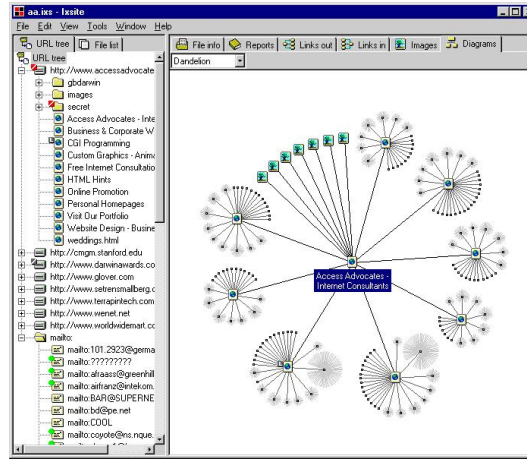 aa.ixs - Ixsite
File Edit View Tools Window Help
URL tree File list
File info Reports Links out Links in Images Diagrams
Dandelion
URL tree
http://www.accessadvocate
gbdarwin
images
secret
Access Advocates - Inte
Business & Corporate W
CGI Programming
Custom Graphics - Anima
Free Internet Consultatio
HTML Hints
Online Promotion
Personal Homepages
Visit Our Portfolio
Website Design - Busine
weddings.html
http://cmgm.stanford.edu
http://www.darwinawards.co
http://www.glover.com
http://www.setrensmallberg.c
http://www.terrapintech.com
http://www.wenet.net
http://www.worldwidemart.cc
mailto:
mailto:101.2923@germa
mailto:?????????
mailto:afraass@greenhill
mailto:airfranz@intekom.
mailto:BAR@SUPERNE
mailto:bd@pe.net
mailto:COOL
mailto:coyote@ns.nque.
Access Advocates -
Internet Consultants